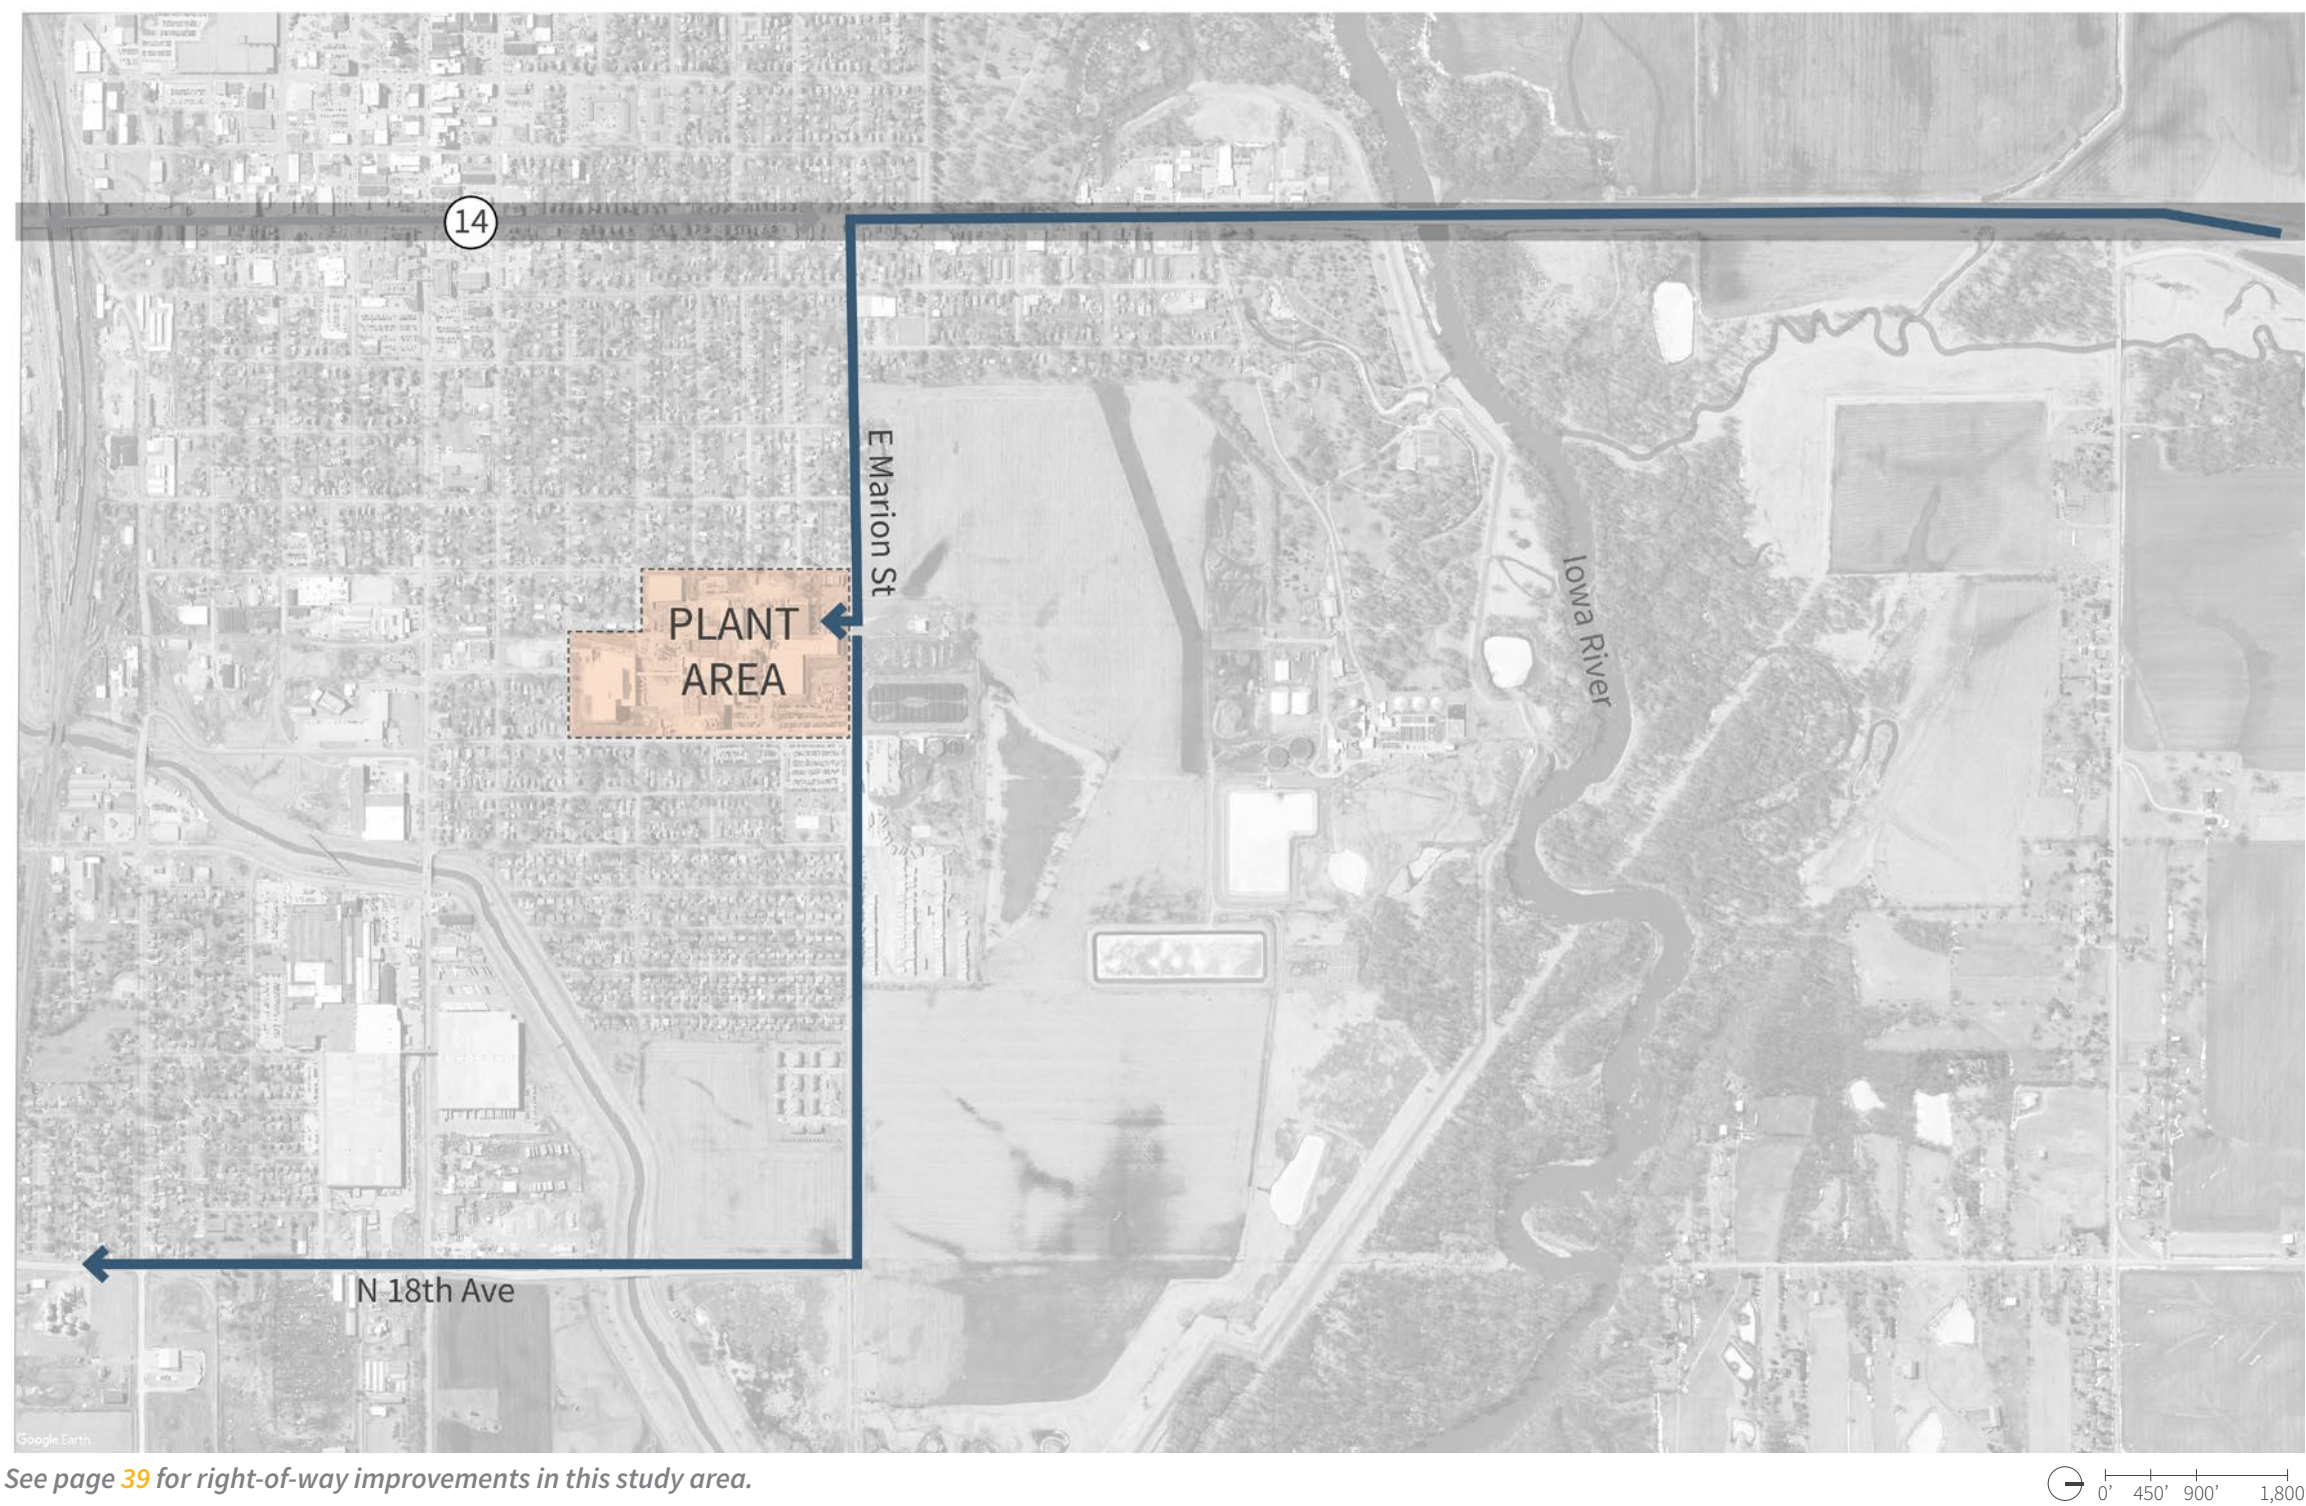 14
E Marion St
PLANT
AREA
Iowa River
N 18th Ave
Google Earth
See page 39 for right-of-way improvements in this study area.
0' 450' 900' 1,800